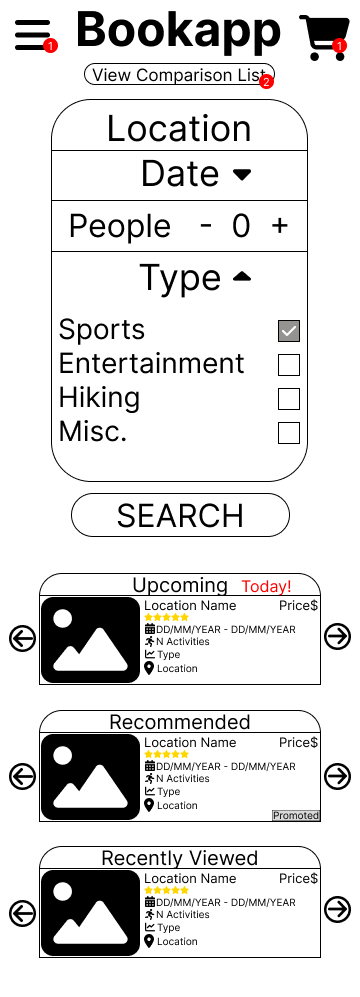 1
Bookapp
1
View Comparison List
2
Location
Date
People - 0 +
Type
Sports
Entertainment
Hiking
Misc.
SEARCH
Upcoming Today!
Location Name Price$
DD/MM/YEAR - DD/MM/YEAR
N Activities
Type
Location
Recommended
Location Name Price$
DD/MM/YEAR - DD/MM/YEAR
N Activities
Type
Location
Promoted
Recently Viewed
Location Name Price$
DD/MM/YEAR - DD/MM/YEAR
N Activities
Type
Location